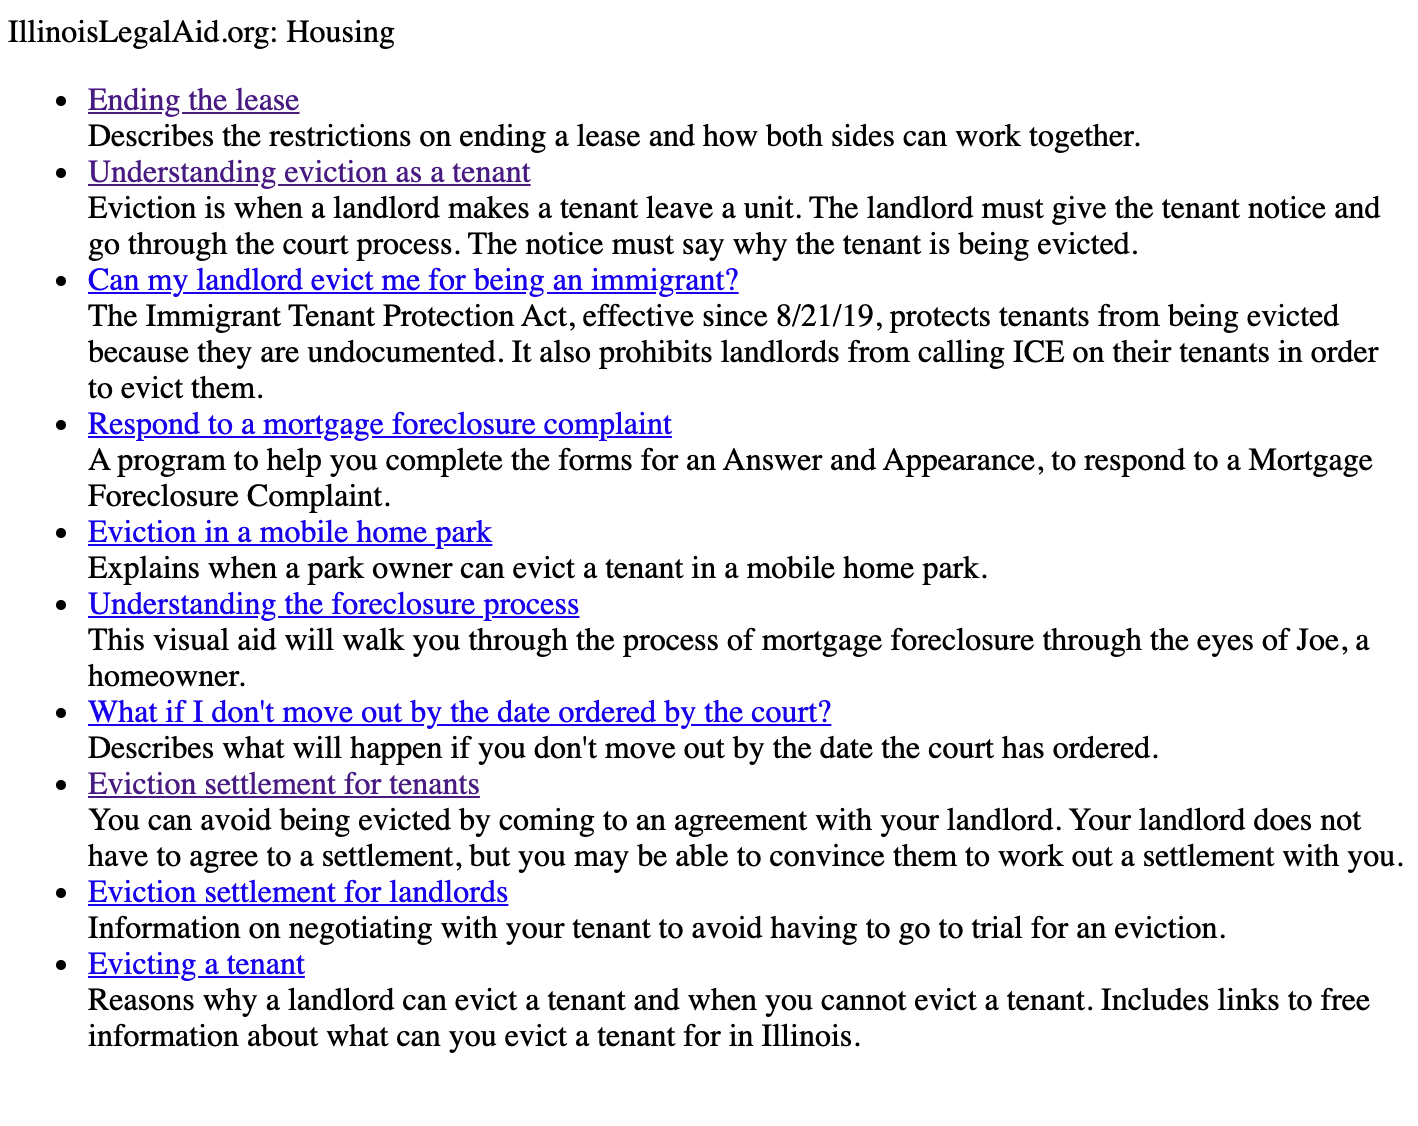 IllinoisLegalAid.org: Housing
• Ending the lease
Describes the restrictions on ending a lease and how both sides can work together.
• Understanding eviction as a tenant
Eviction is when a landlord makes a tenant leave a unit. The landlord must give the tenant notice and
go through the court process. The notice must say why the tenant is being evicted.
• Can my landlord evict me for being an immigrant?
The Immigrant Tenant Protection Act, effective since 8/21/19, protects tenants from being evicted
because they are undocumented. It also prohibits landlords from calling ICE on their tenants in order
to evict them.
• Respond to a mortgage foreclosure complaint
A program to help you complete the forms for an Answer and Appearance, to respond to a Mortgage
Foreclosure Complaint.
• Eviction in a mobile home park
Explains when a park owner can evict a tenant in a mobile home park.
• Understanding the foreclosure process
This visual aid will walk you through the process of mortgage foreclosure through the eyes of Joe, a
homeowner.
• What if I don't move out by the date ordered by the court?
Describes what will happen if you don't move out by the date the court has ordered.
• Eviction settlement for tenants
You can avoid being evicted by coming to an agreement with your landlord. Your landlord does not
have to agree to a settlement, but you may be able to convince them to work out a settlement with you.
• Eviction settlement for landlords
Information on negotiating with your tenant to avoid having to go to trial for an eviction.
• Evicting a tenant
Reasons why a landlord can evict a tenant and when you cannot evict a tenant. Includes links to free
information about what can you evict a tenant for in Illinois.